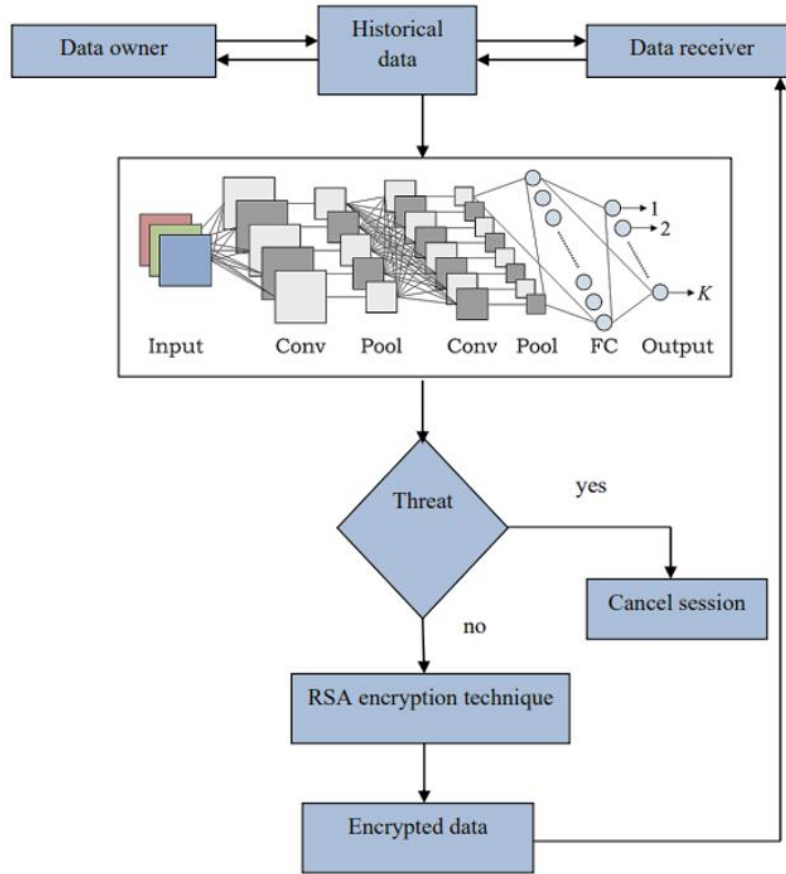 Data owner
Historical
data
Data receiver
1
2
K
Input
Conv
Pool
Conv
Pool
FC
Output
Threat
yes
Cancel session
no
RSA encryption technique
Encrypted data